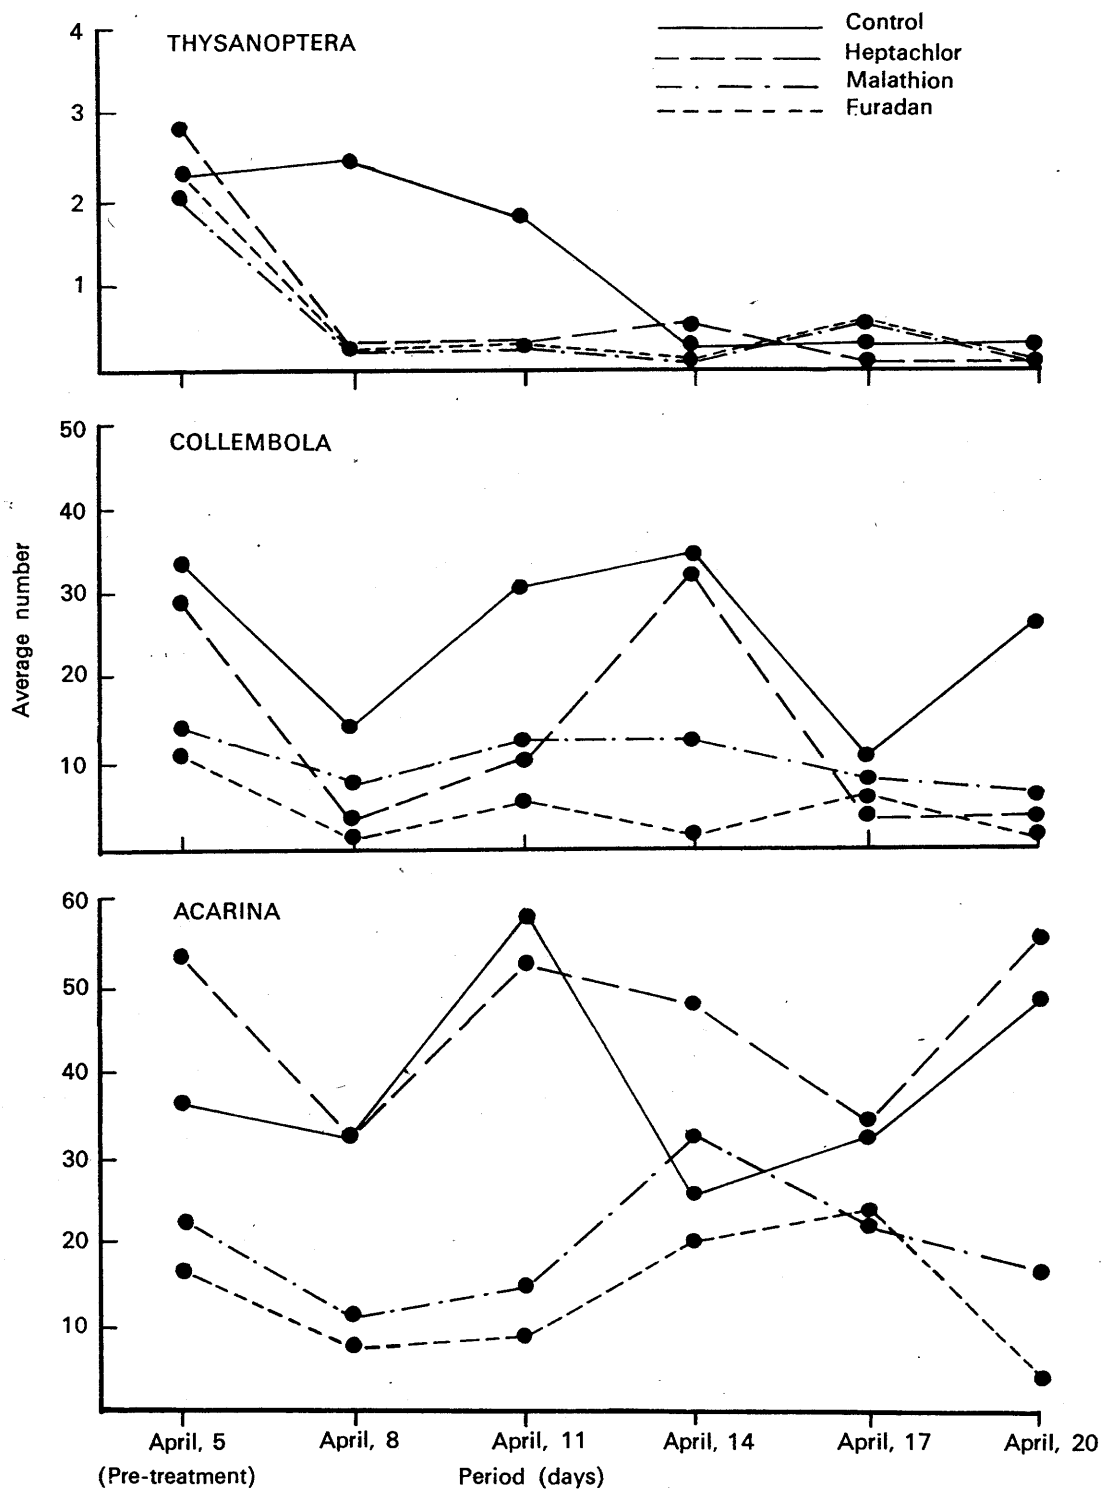 THYSANOPTERA
Control
Heptachlor
Malathion
Furadan
4
3
2
1
COLLEMBOLA
50
40
30
20
10
Average number
ACARINA
60
50
40
30
20
10
April, 5 April, 8 April, 11 April, 14 April, 17 April, 20
(Pre-treatment) Period (days)